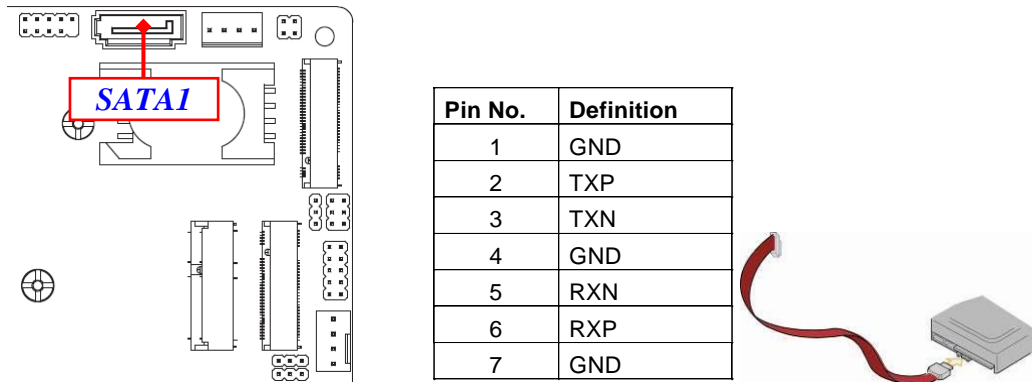 SATA1
Pin No. Definition
1 GND
2 TXP
3 TXN
4 GND
5 RXN
6 RXP
7 GND